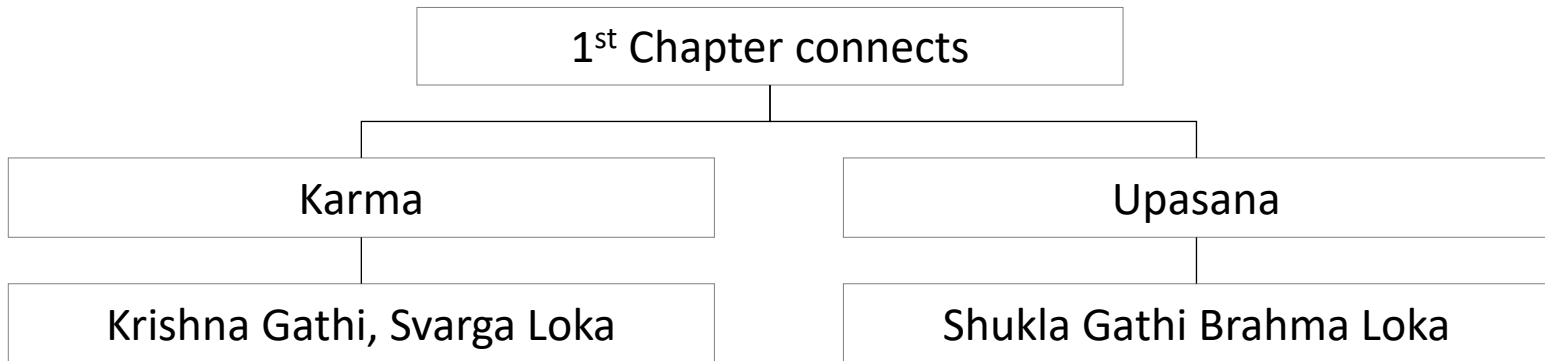 1st Chapter connects
Karma
Upasana
Krishna Gathi, Svarga Loka
Shukla Gathi Brahma Loka